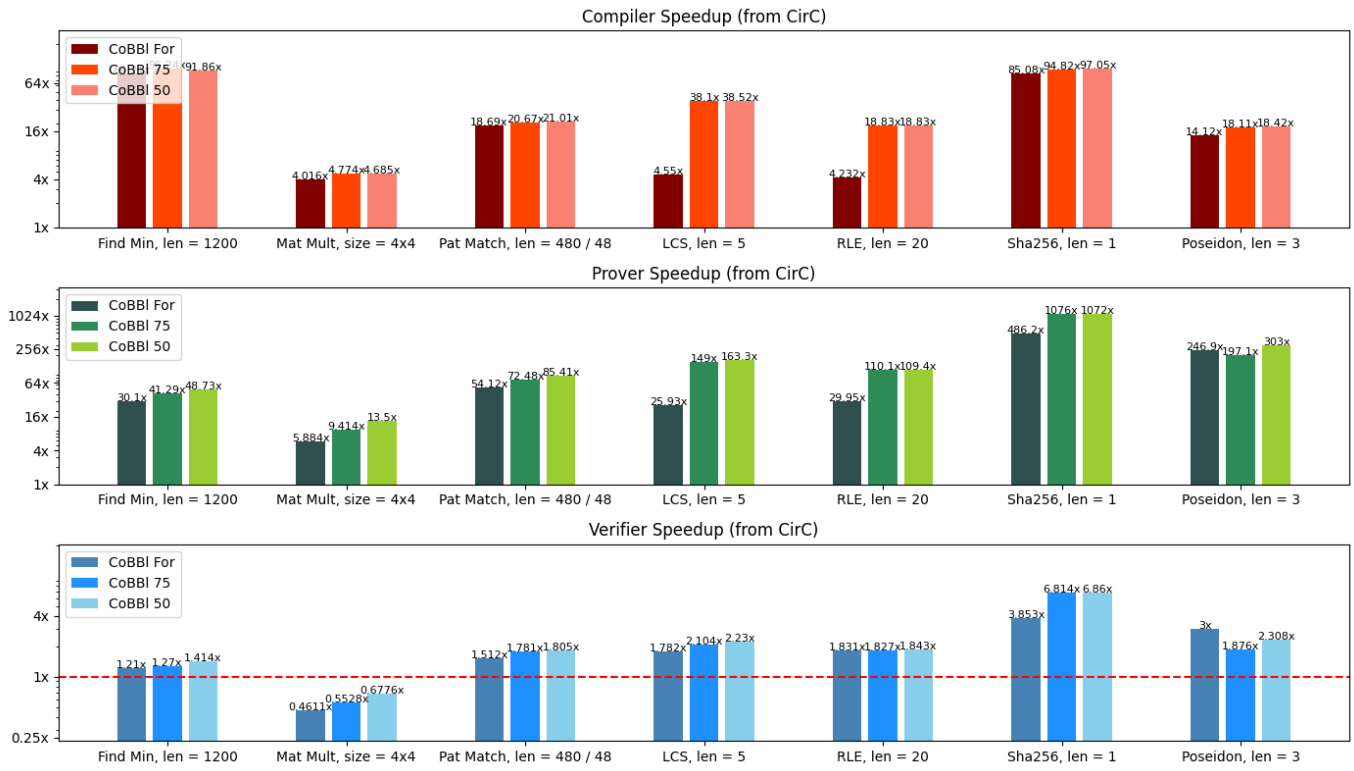 Compiler Speedup (from CirC)
CoBBl For
CoBBl 75
CoBBl 50
64x
16x
4x
1x
91.86x
4.016x 4.774x 4.685x
18.69x 20.67x 21.01x
4.55x 38.1x 38.52x
4.232x 18.83x 18.83x
85.08x 94.82x 97.05x
14.12x 18.11x 18.42x
Find Min, len = 1200 Mat Mult, size = 4x4 Pat Match, len = 480 / 48 LCS, len = 5 RLE, len = 20 Sha256, len = 1 Poseidon, len = 3
Prover Speedup (from CirC)
CoBBl For
CoBBl 75
CoBBl 50
1024x
256x
64x
16x
4x
1x
30.1x 41.29x 48.73x
5.884x 9.414x 13.5x
54.12x 72.48x 85.41x
25.93x 149x 163.3x
29.95x 110.1x 109.4x
486.2x 1076x 1072x
246.9x 197.1x 303x
Find Min, len = 1200 Mat Mult, size = 4x4 Pat Match, len = 480 / 48 LCS, len = 5 RLE, len = 20 Sha256, len = 1 Poseidon, len = 3
Verifier Speedup (from CirC)
CoBBl For
CoBBl 75
CoBBl 50
4x
1x
0.25x
1.21x 1.27x 1.414x
0.4611x 0.5528x 0.6776x
1.512x 1.781x 1.805x
1.782x 2.104x 2.23x
1.831x 1.827x 1.843x
3.853x 6.814x 6.86x
3x 1.876x 2.308x
Find Min, len = 1200 Mat Mult, size = 4x4 Pat Match, len = 480 / 48 LCS, len = 5 RLE, len = 20 Sha256, len = 1 Poseidon, len = 3